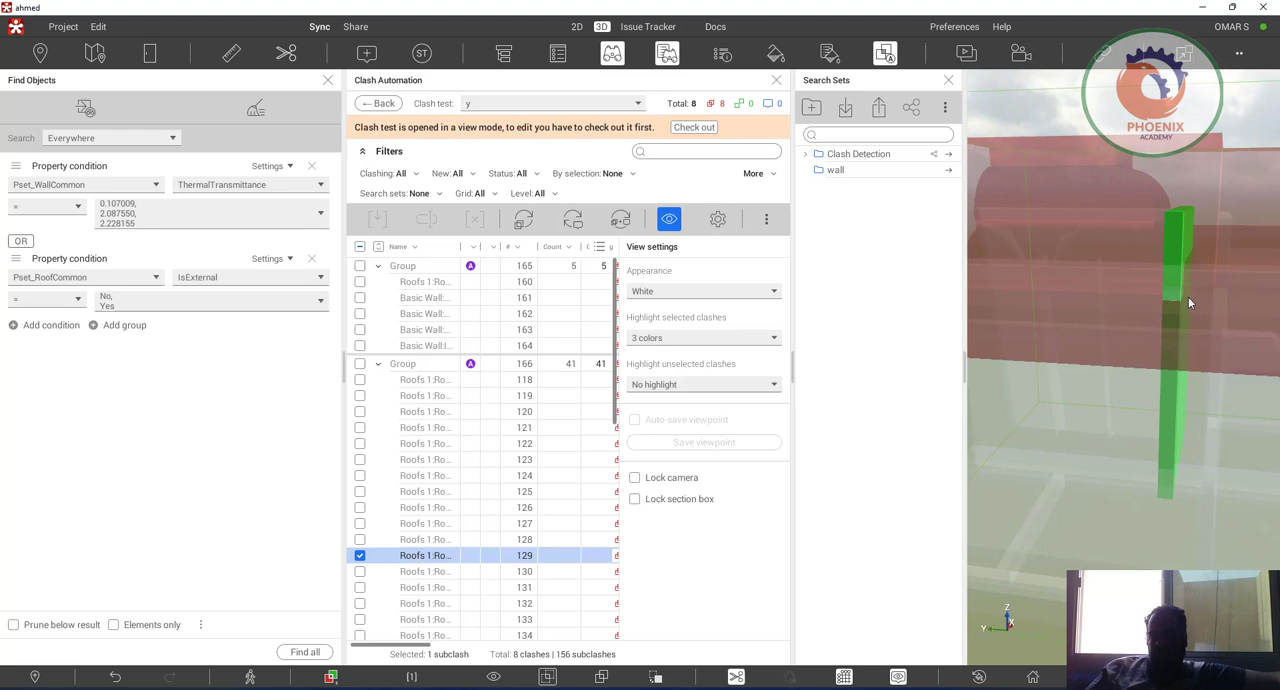 ahmed
Project Edit Sync Share 2D 3D Issue Tracker Docs Preferences Help OMAR S
ST
Find Objects
Search Everywhere
Property condition Settings
Pset_WallCommon ThermalTransmittance
= 0.107009,
2.087550,
2.228155
OR
Property condition Settings
Pset_RoofCommon IsExternal
= No,
Yes
Add condition Add group
Prune below result Elements only
Find all
Clash Automation
← Back Clash test: y Total: 8 8 0 0
Clash test is opened in a view mode, to edit you have to check out it first. Check out
Filters
Clashing: All New: All Status: All By selection: None More
Search sets: None Grid: All Level: All
Name # Count
Group A 165 5 5
Roofs 1:Ro... 160
Basic Wall:... 161
Basic Wall:... 162
Basic Wall:... 163
Basic Wall:I... 164
Group A 166 41 41
Roofs 1:Ro... 118
Roofs 1:Ro... 119
Roofs 1:Ro... 120
Roofs 1:Ro... 121
Roofs 1:Ro... 122
Roofs 1:Ro... 123
Roofs 1:Ro... 124
Roofs 1:Ro... 125
Roofs 1:Ro... 126
Roofs 1:Ro... 127
Roofs 1:Ro... 128
Roofs 1:Ro... 129
Roofs 1:Ro... 130
Roofs 1:Ro... 131
Roofs 1:Ro... 132
Roofs 1:Ro... 133
Roofs 1:Ro... 134
Selected: 1 subclash Total: 8 clashes | 156 subclashes
View settings
Appearance
White
Highlight selected clashes
3 colors
Highlight unselected clashes
No highlight
Auto-save viewpoint
Save viewpoint
Lock camera
Lock section box
Search Sets
Clash Detection
wall
PHOENIX
ACADEMY
Z
Y
X